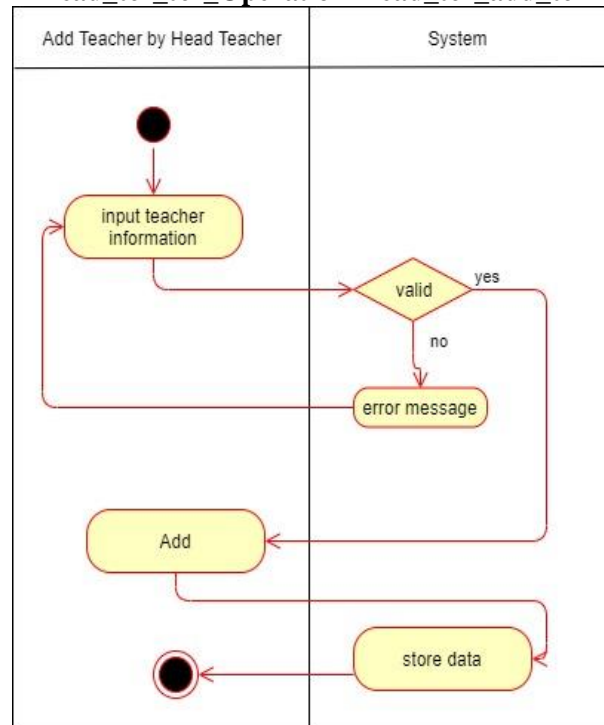 Add Teacher by Head Teacher
System
input teacher
information
valid
yes
no
error message
Add
store data